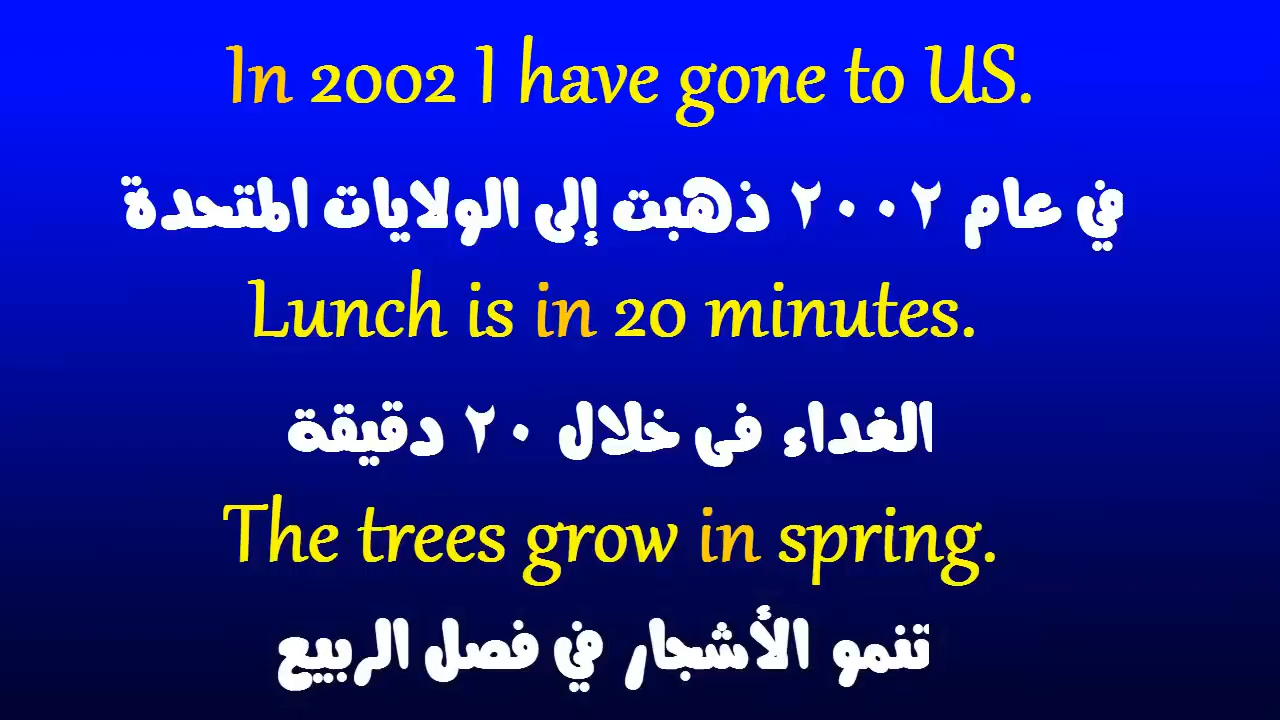 In 2002 I have gone to US.
في عام ٢٠٠٢ ذهبت إلى الولايات المتحدة
Lunch is in 20 minutes.
الغداء فى خلال ٢٠ دقيقة
The trees grow in spring.
تنمو الأشجار في فصل الربيع